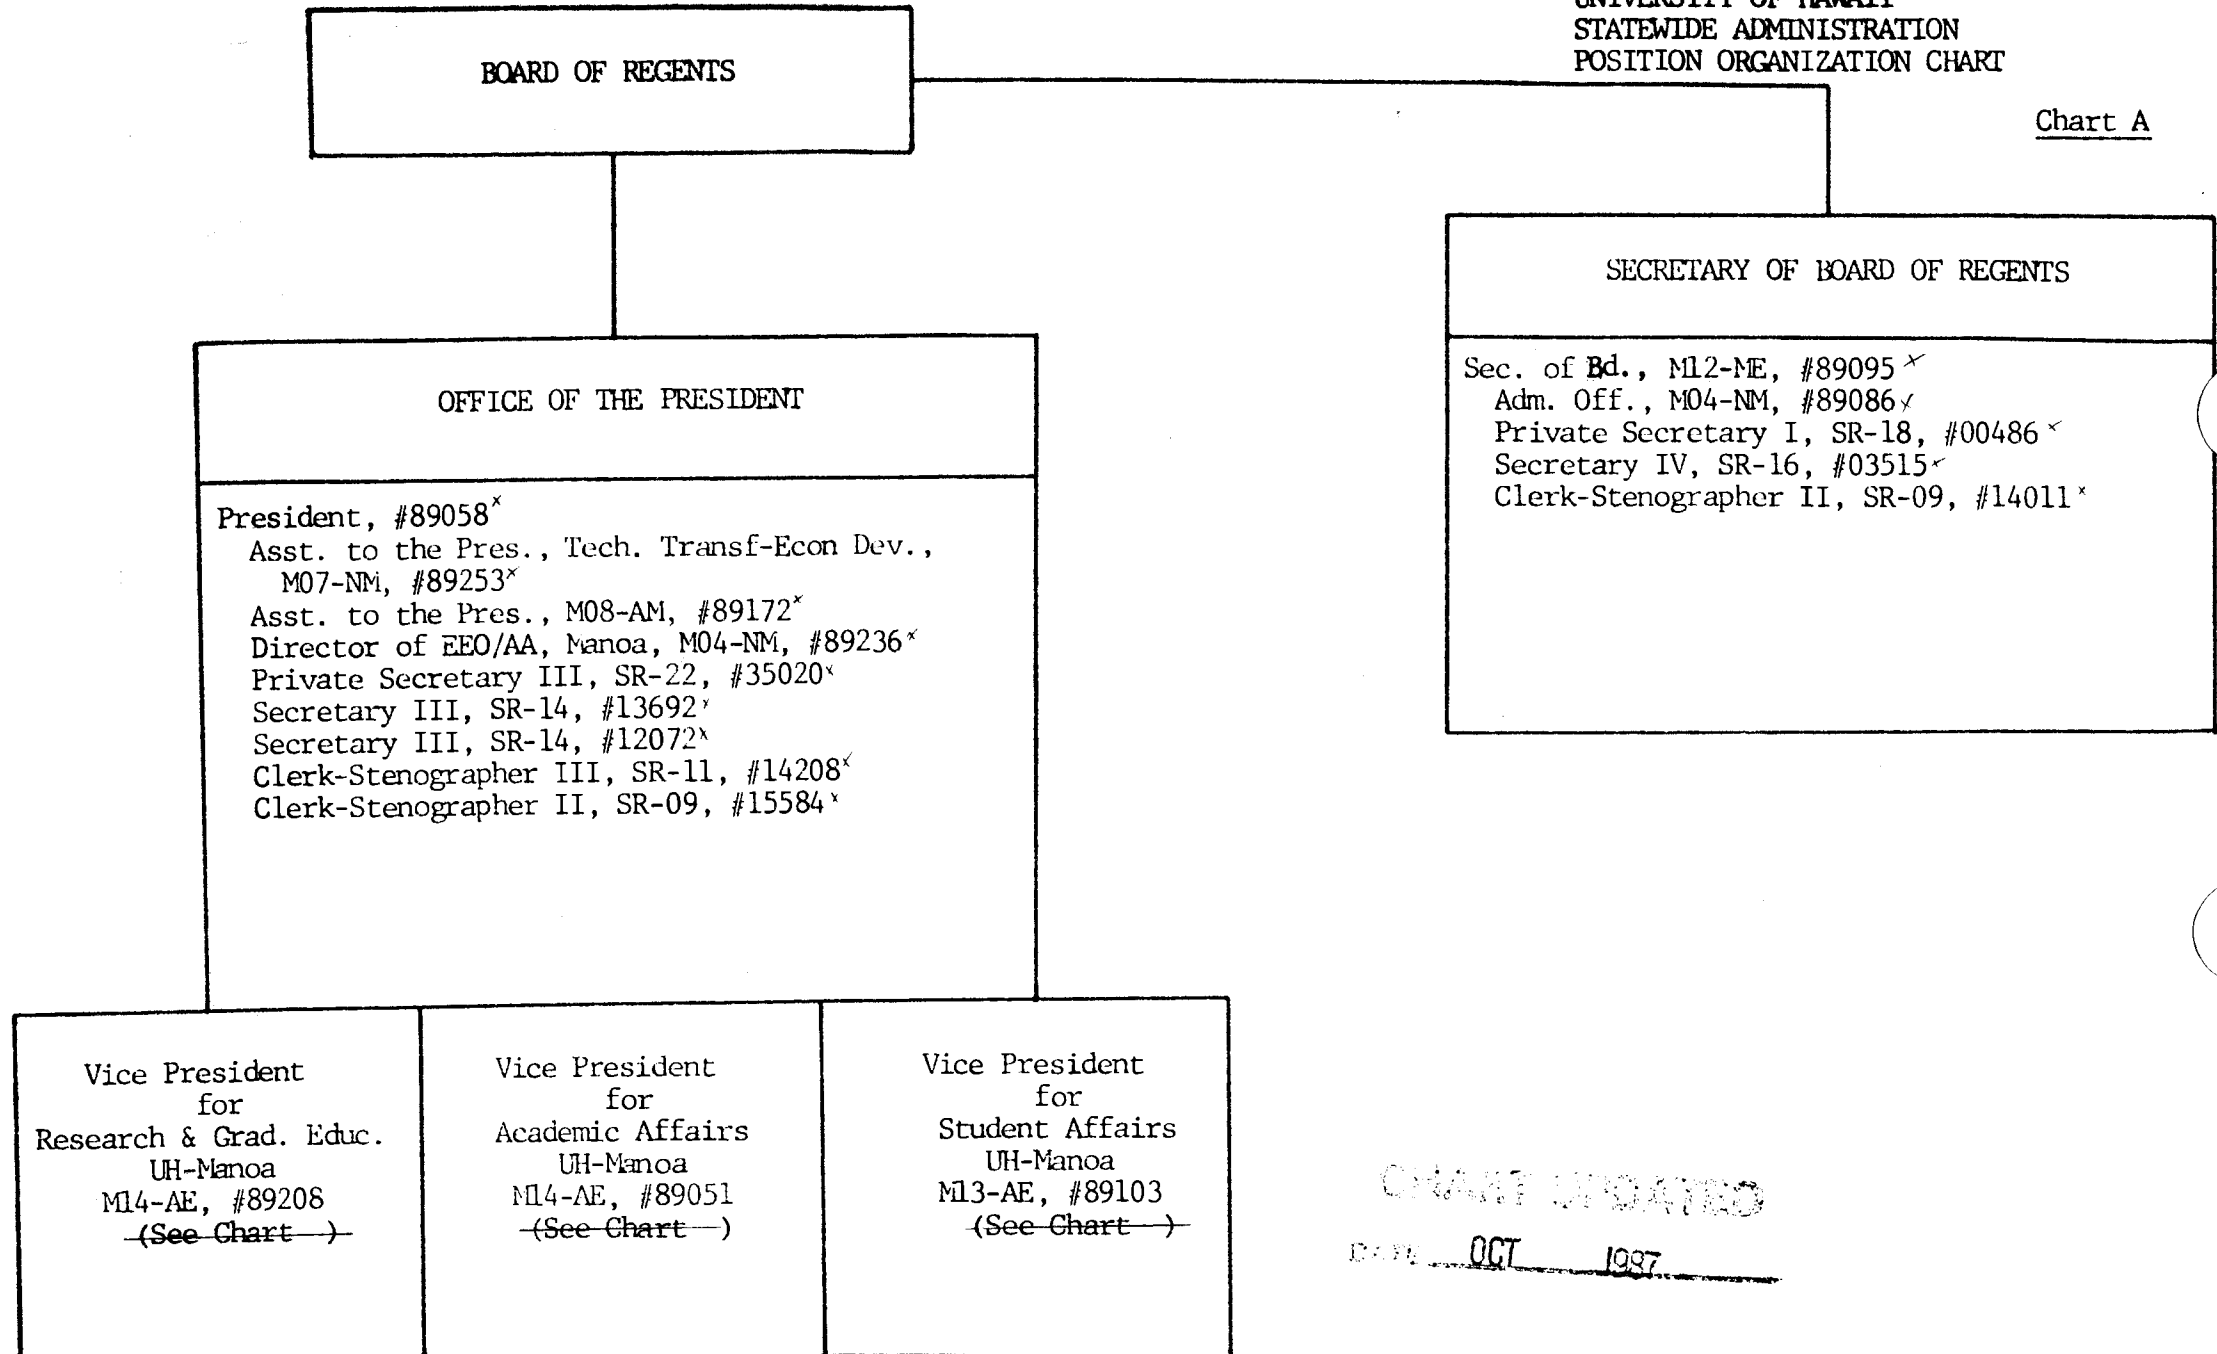 UNIVERSITY OF HAWAII
STATEWIDE ADMINISTRATION
POSITION ORGANIZATION CHART
Chart A
BOARD OF REGENTS
SECRETARY OF BOARD OF REGENTS
Sec. of Bd., M12-ME, #89095 x
Adm. Off., M04-NM, #89086 x
Private Secretary I, SR-18, #00486 x
Secretary IV, SR-16, #03515 x
Clerk-Stenographer II, SR-09, #14011 x
OFFICE OF THE PRESIDENT
President, #89058 x
Asst. to the Pres., Tech. Transf-Econ Dev.,
M07-NM, #89253 x
Asst. to the Pres., M08-AM, #89172 x
Director of EEO/AA, Manoa, M04-NM, #89236 x
Private Secretary III, SR-22, #35020 x
Secretary III, SR-14, #13692 x
Secretary III, SR-14, #12072 x
Clerk-Stenographer III, SR-11, #14208 x
Clerk-Stenographer II, SR-09, #15584 x
Vice President
for
Research & Grad. Educ.
UH-Manoa
M14-AE, #89208
(See Chart )
Vice President
for
Academic Affairs
UH-Manoa
M14-AE, #89051
(See Chart )
Vice President
for
Student Affairs
UH-Manoa
M13-AE, #89103
(See Chart )
CHART UPDATED
DATE OCT 1987